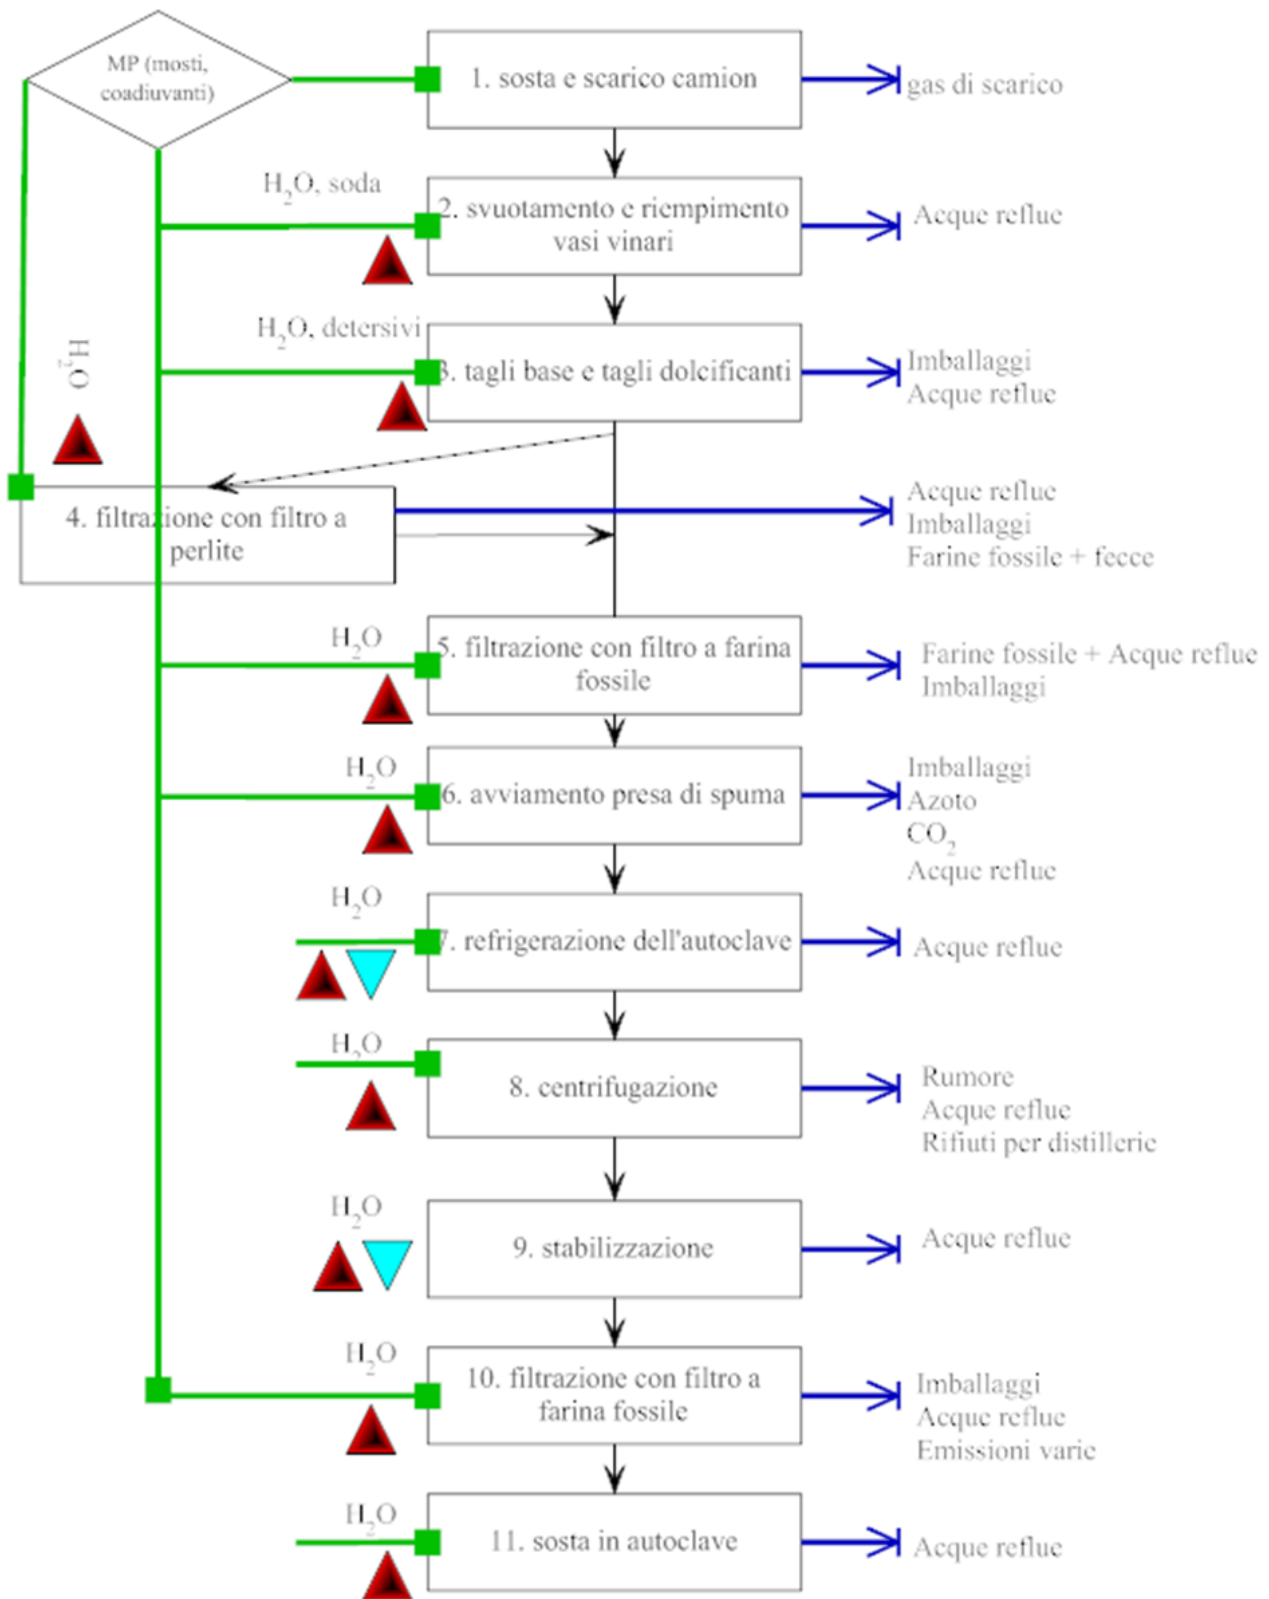 MP (mosti,
coadiuvanti)
1. sosta e scarico camion
gas di scarico
H₂O, soda
2. svuotamento e riempimento
vasi vinari
Acque reflue
H₂O, detersivi
3. tagli base e tagli dolcificanti
Imballaggi
Acque reflue
H₂O
4. filtrazione con filtro a
perlite
Acque reflue
Imballaggi
Farine fossile + fecce
H₂O
5. filtrazione con filtro a farina
fossile
Farine fossile + Acque reflue
Imballaggi
H₂O
6. avviamento presa di spuma
Imballaggi
Azoto
CO₂
Acque reflue
H₂O
7. refrigerazione dell'autoclave
Acque reflue
H₂O
8. centrifugazione
Rumore
Acque reflue
Rifiuti per distillerie
H₂O
9. stabilizzazione
Acque reflue
H₂O
10. filtrazione con filtro a
farina fossile
Imballaggi
Acque reflue
Emissioni varie
H₂O
11. sosta in autoclave
Acque reflue